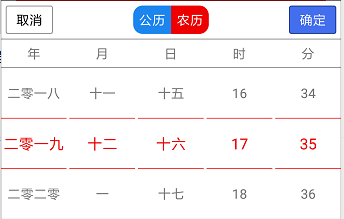 取消 公历 农历 确定
年 月 日 时 分
二零一八 十一 十五 16 34
二零一九 十二 十六 17 35
二零二零 一 十七 18 36